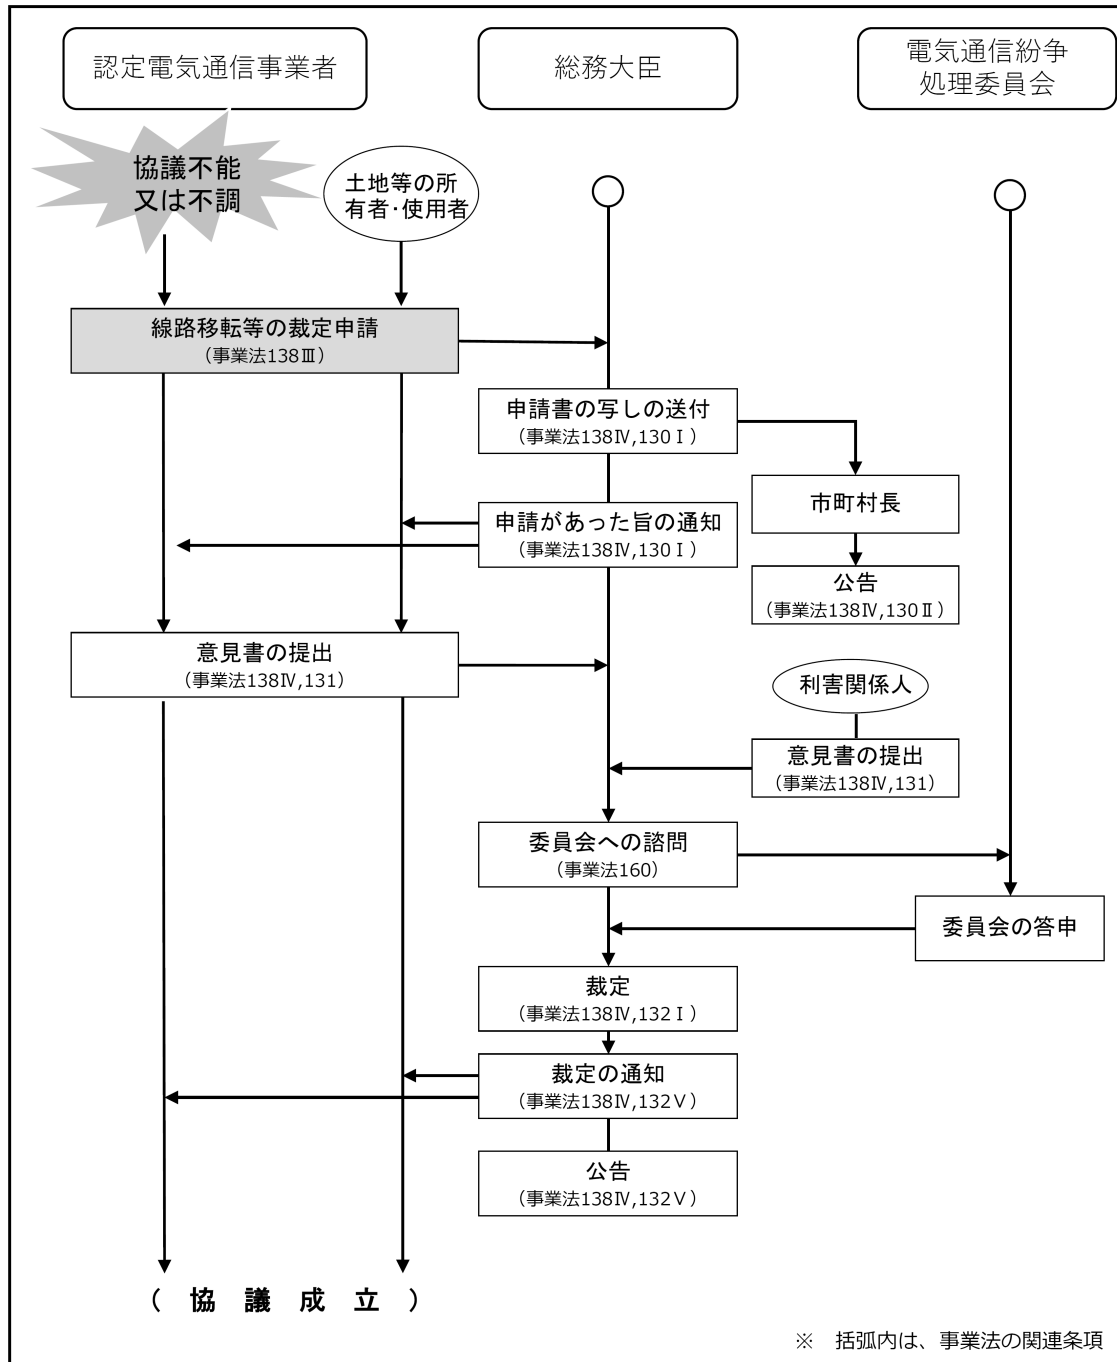 認定電気通信事業者
総務大臣
電気通信紛争
処理委員会
協議不能
又は不調
土地等の所
有者・使用者
線路移転等の裁定申請
（事業法138Ⅲ）
申請書の写しの送付
（事業法138Ⅳ,130Ⅰ）
市町村長
申請があった旨の通知
（事業法138Ⅳ,130Ⅰ）
公告
（事業法138Ⅳ,130Ⅱ）
意見書の提出
（事業法138Ⅳ,131）
利害関係人
意見書の提出
（事業法138Ⅳ,131）
委員会への諮問
（事業法160）
委員会の答申
裁定
（事業法138Ⅳ,132Ⅰ）
裁定の通知
（事業法138Ⅳ,132Ⅴ）
公告
（事業法138Ⅳ,132Ⅴ）
（ 協 議 成 立 ）
※ 括弧内は、事業法の関連条項